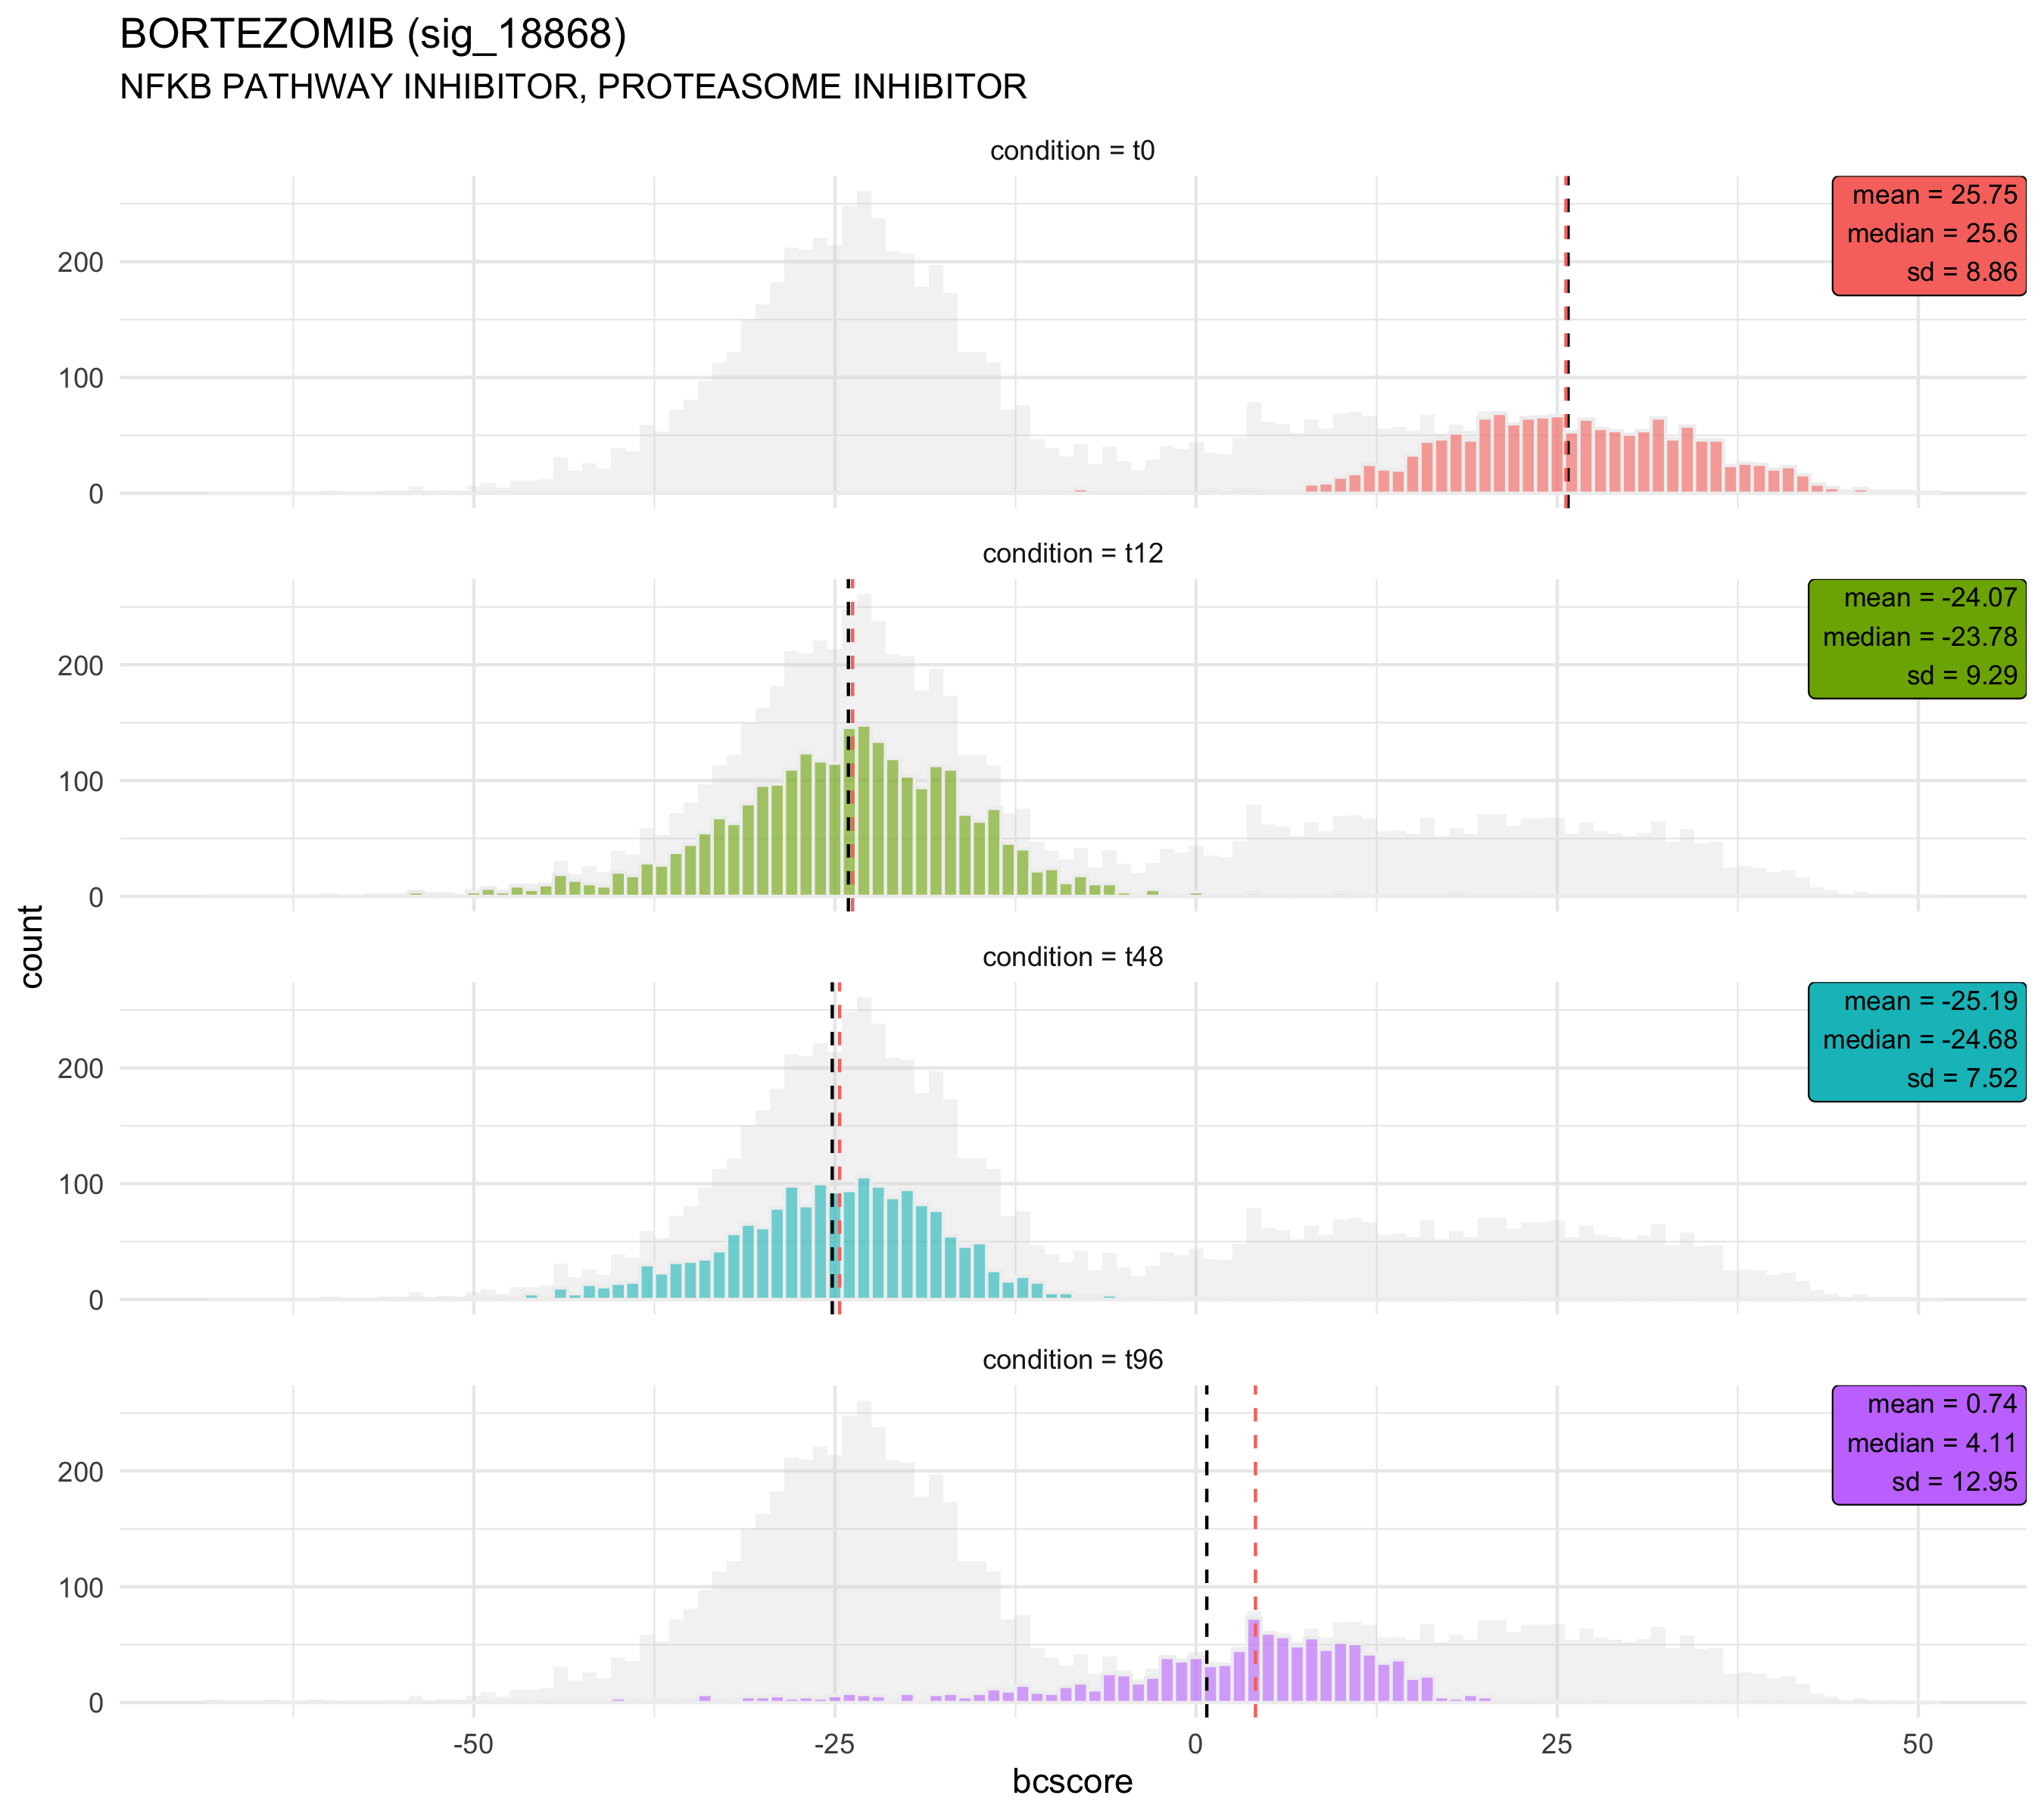 BORTEZOMIB (sig_18868)
NFKB PATHWAY INHIBITOR, PROTEASOME INHIBITOR
condition = t0
mean = 25.75
median = 25.6
sd = 8.86
200
100
0
condition = t12
mean = -24.07
median = -23.78
sd = 9.29
200
100
0
count
condition = t48
mean = -25.19
median = -24.68
sd = 7.52
200
100
0
condition = t96
mean = 0.74
median = 4.11
sd = 12.95
200
100
0
-50 -25 0 25 50
bcscore